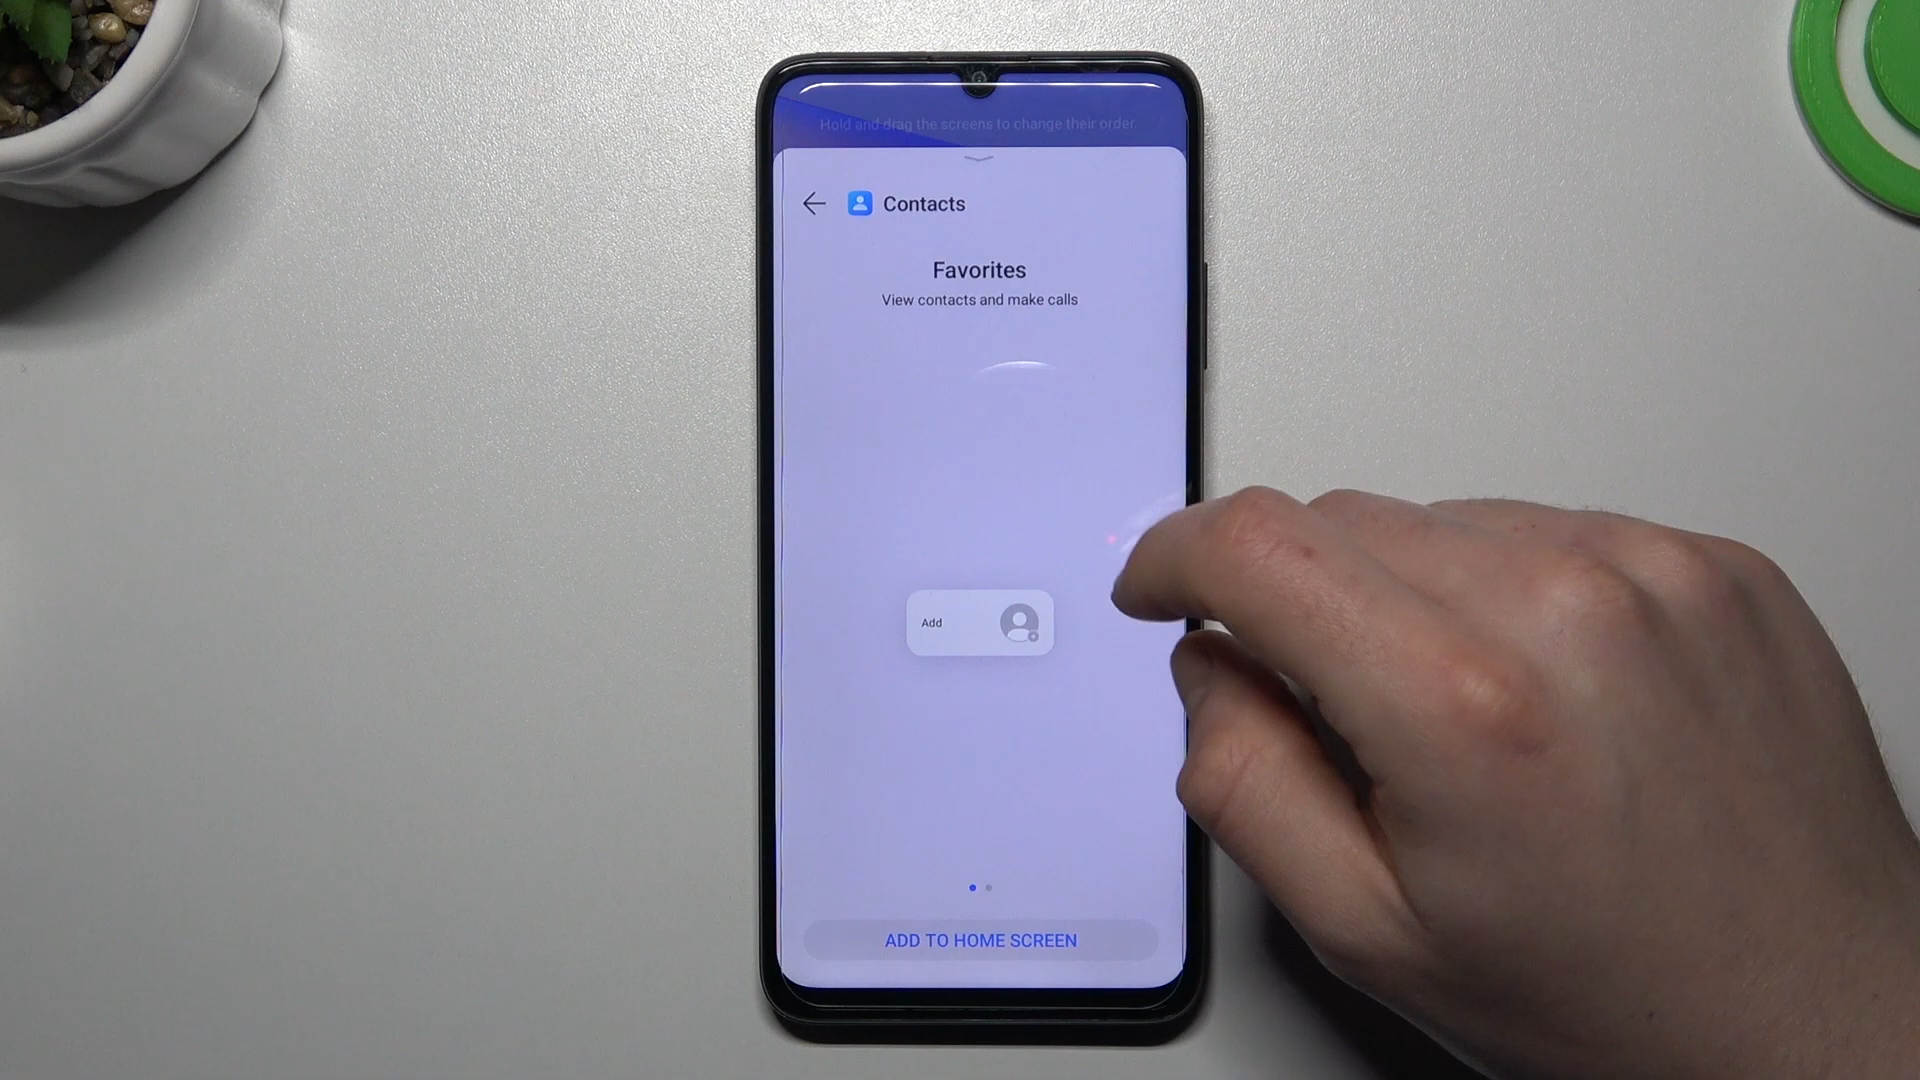 Hold and drag the screens to change their order.
Contacts
Favorites
View contacts and make calls
Add
ADD TO HOME SCREEN